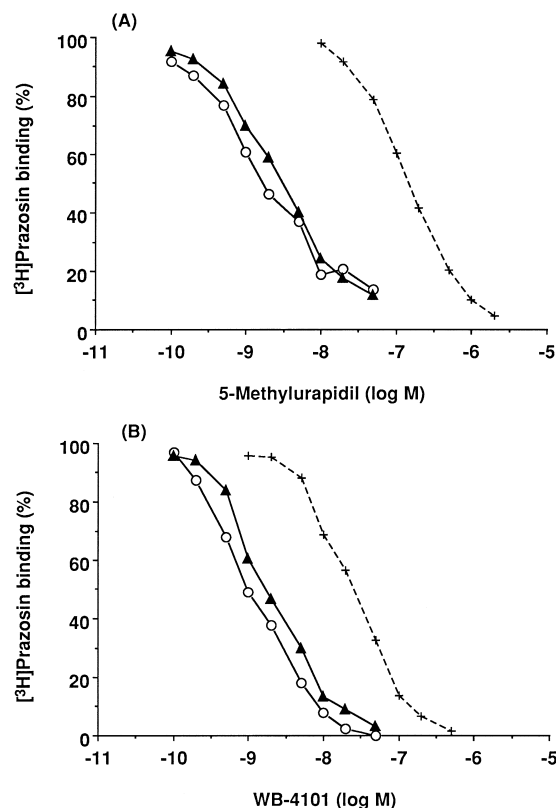 (A)
100
80
60
40
20
0
[³H]Prazosin binding (%)
-11 -10 -9 -8 -7 -6 -5
5-Methylurapidil (log M)
(B)
100
80
60
40
20
0
[³H]Prazosin binding (%)
-11 -10 -9 -8 -7 -6 -5
WB-4101 (log M)